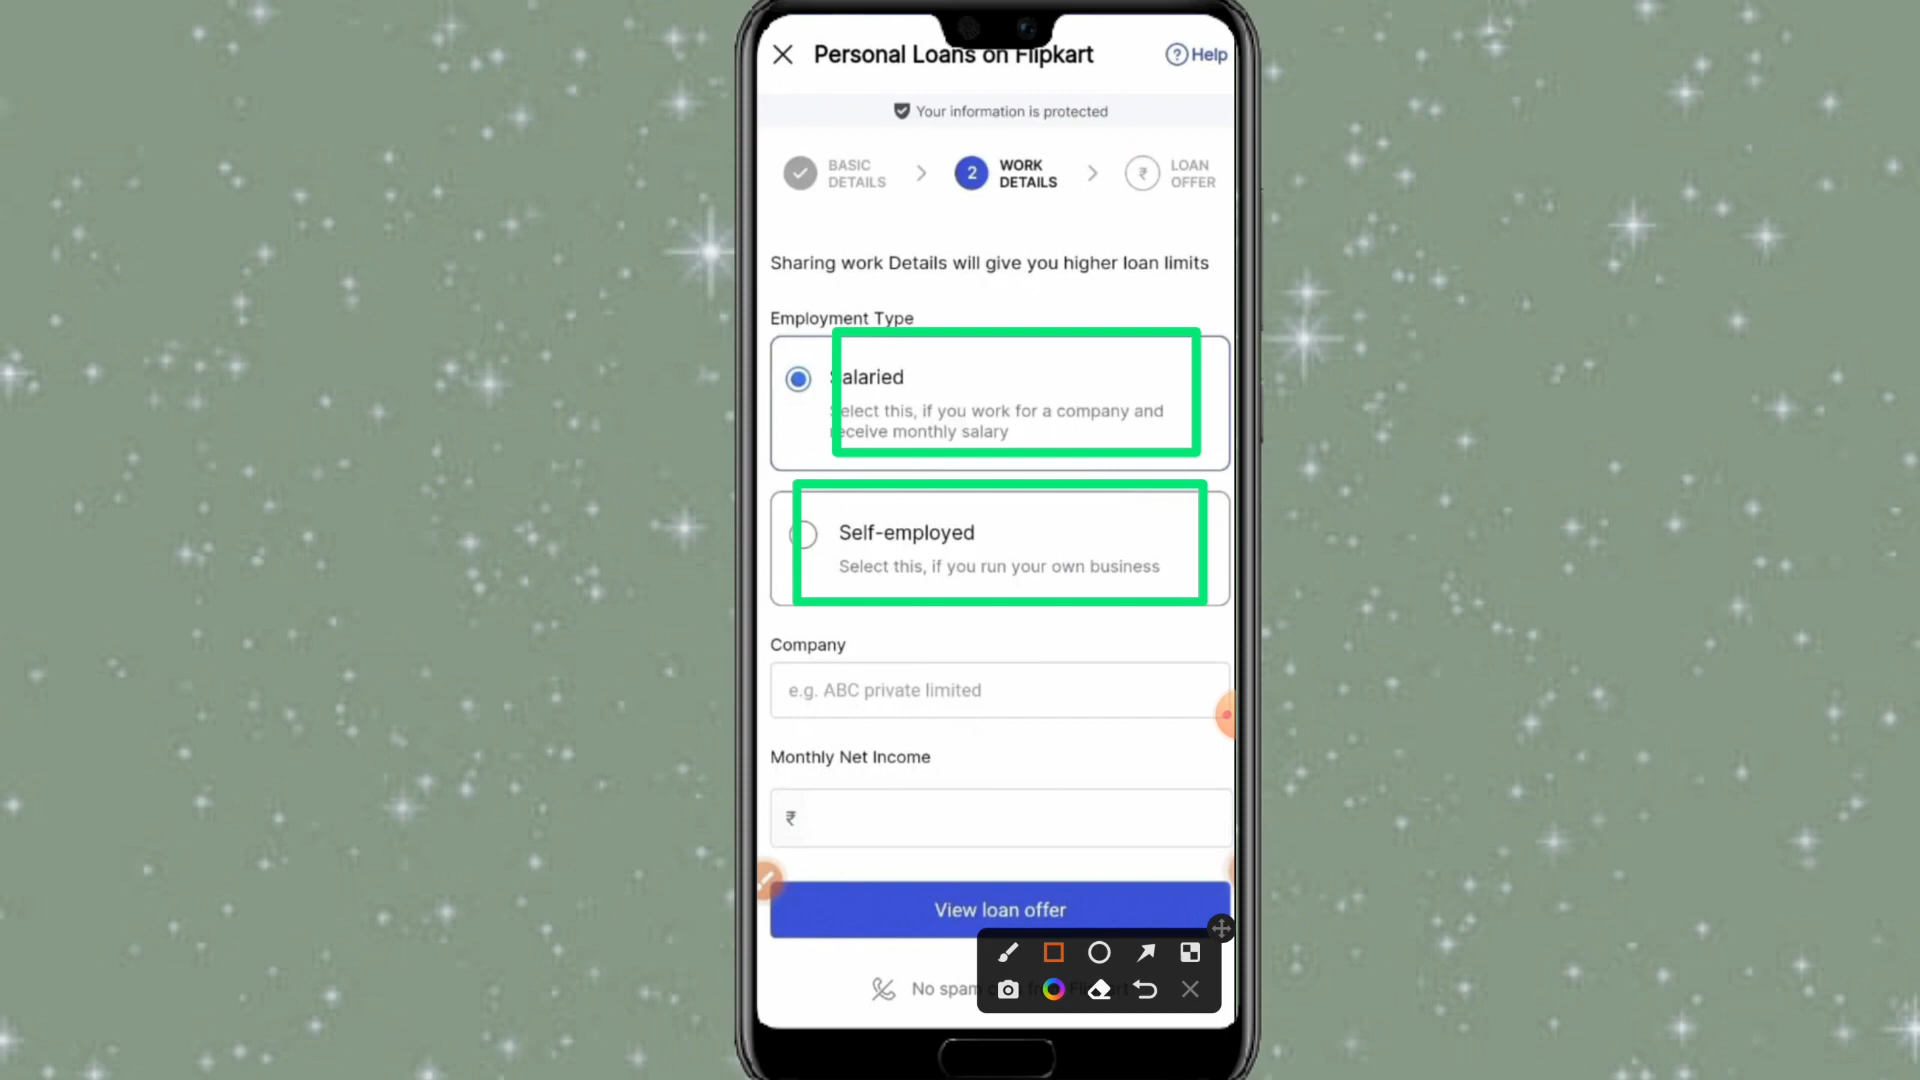 Personal Loans on Flipkart
Help
Your information is protected
BASIC DETAILS
2 WORK DETAILS
₹ LOAN OFFER
Sharing work Details will give you higher loan limits
Employment Type
Salaried
Select this, if you work for a company and
receive monthly salary
Self-employed
Select this, if you run your own business
Company
e.g. ABC private limited
Monthly Net Income
₹
View loan offer
No spam